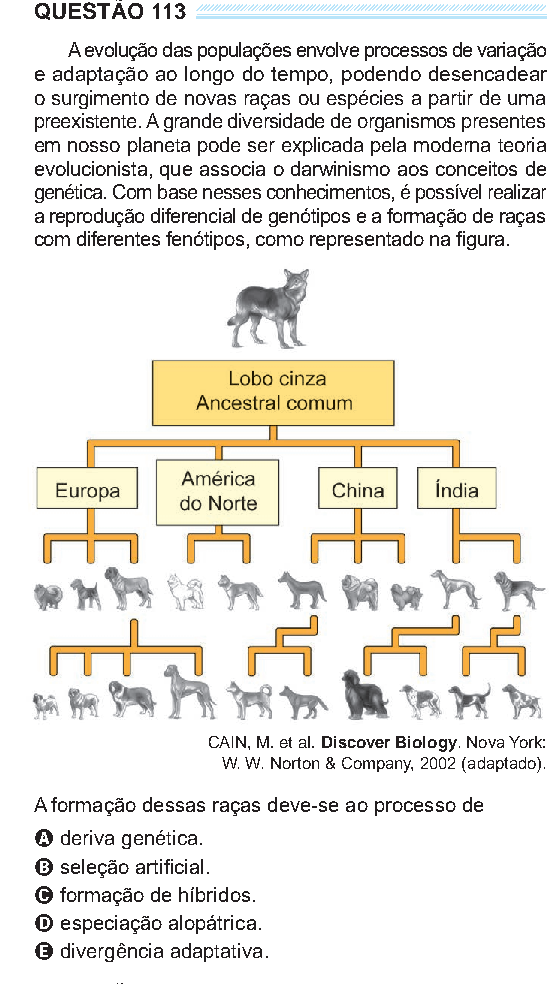 QUESTÃO 113
A evolução das populações envolve processos de variação
e adaptação ao longo do tempo, podendo desencadear
o surgimento de novas raças ou espécies a partir de uma
preexistente. A grande diversidade de organismos presentes
em nosso planeta pode ser explicada pela moderna teoria
evolucionista, que associa o darwinismo aos conceitos de
genética. Com base nesses conhecimentos, é possível realizar
a reprodução diferencial de genótipos e a formação de raças
com diferentes fenótipos, como representado na figura.
Lobo cinza
Ancestral comum
Europa
América
do Norte
China
Índia
CAIN, M. et al. Discover Biology. Nova York:
W. W. Norton & Company, 2002 (adaptado).
A formação dessas raças deve-se ao processo de
A deriva genética.
B seleção artificial.
C formação de híbridos.
D especiação alopátrica.
E divergência adaptativa.